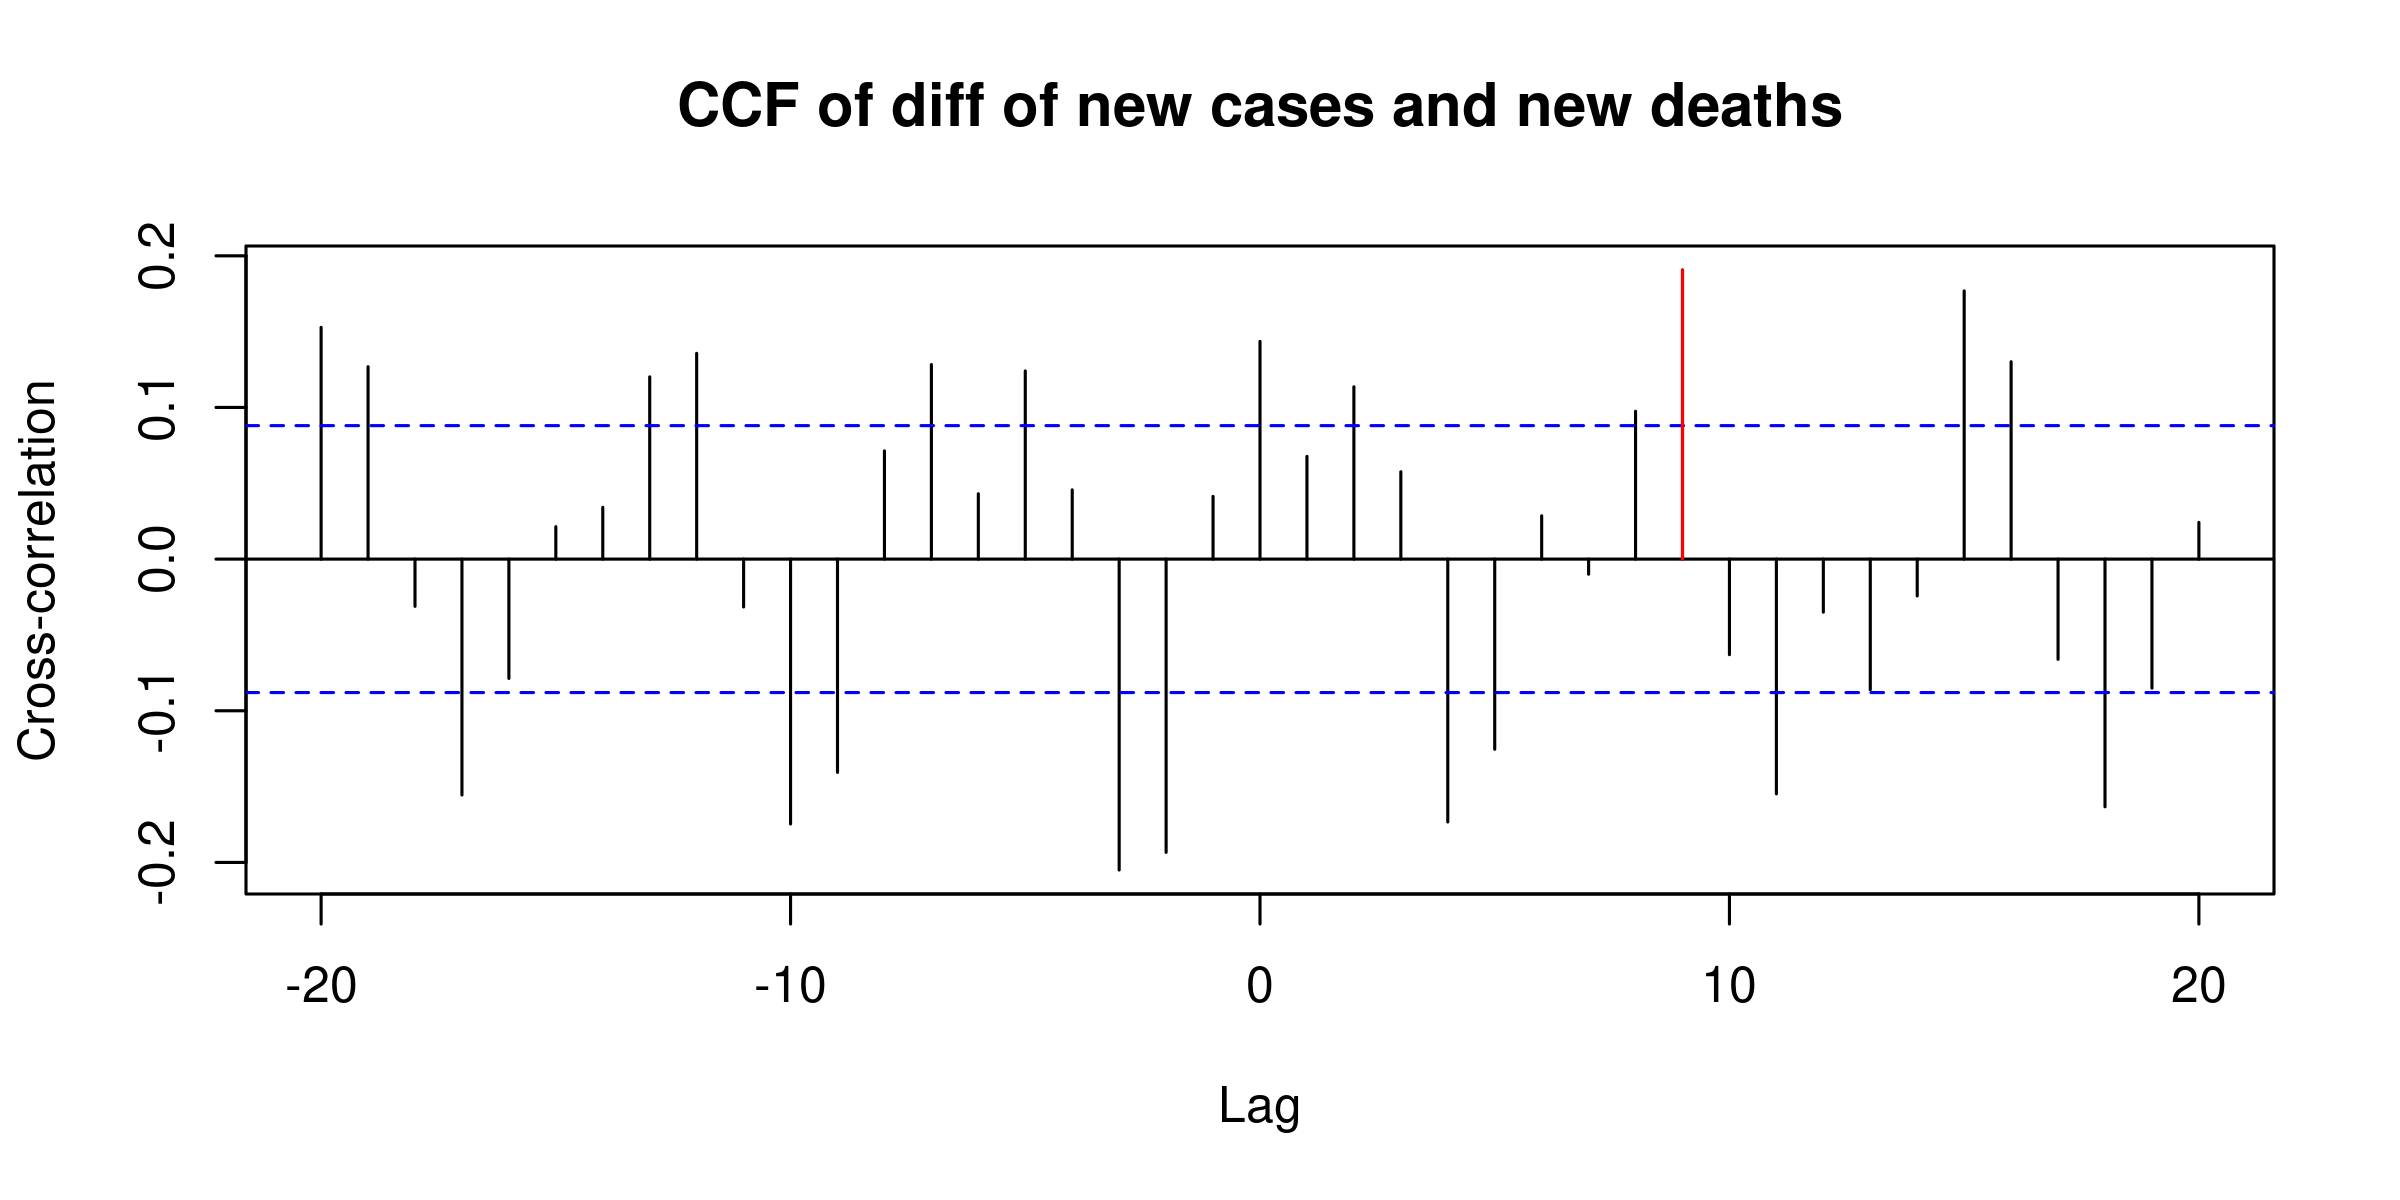 CCF of diff of new cases and new deaths
Cross-correlation
0.2
0.1
0.0
-0.1
-0.2
-20 -10 0 10 20
Lag